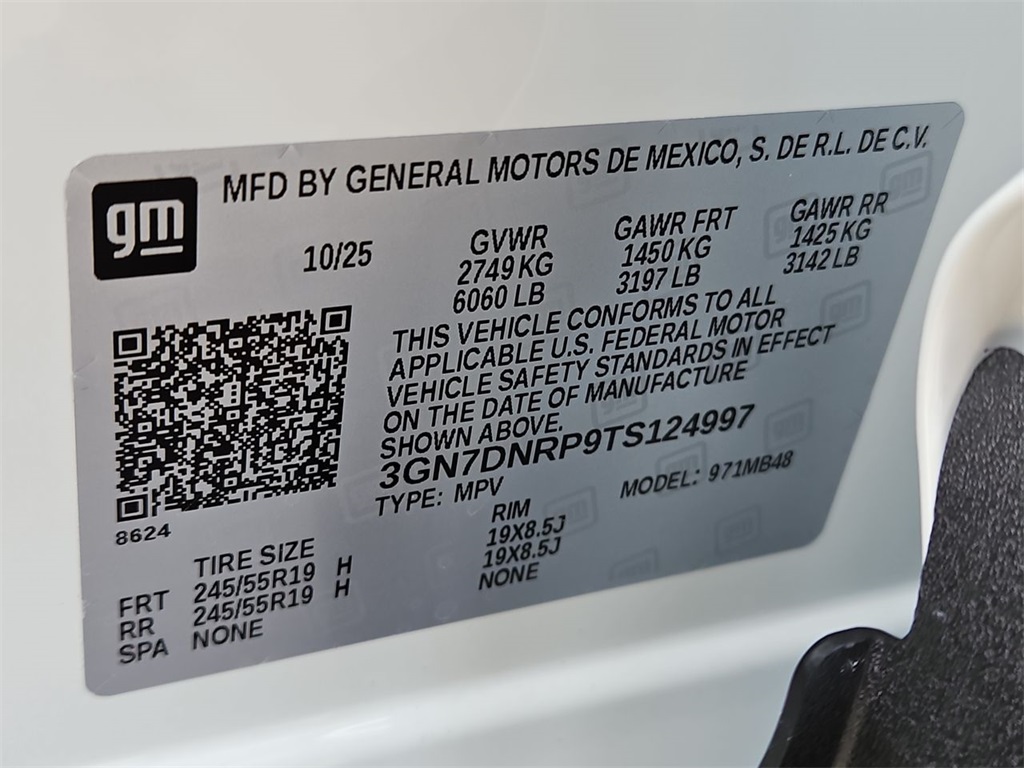 gm
MFD BY GENERAL MOTORS DE MEXICO, S. DE R.L. DE C.V.
10/25
GVWR
2749 KG
6060 LB
GAWR FRT
1450 KG
3197 LB
GAWR RR
1425 KG
3142 LB
THIS VEHICLE CONFORMS TO ALL
APPLICABLE U.S. FEDERAL MOTOR
VEHICLE SAFETY STANDARDS IN EFFECT
ON THE DATE OF MANUFACTURE
SHOWN ABOVE.
3GN7DNRP9TS124997
TYPE: MPV MODEL: 971MB48
8624
TIRE SIZE RIM
FRT 245/55R19 H 19X8.5J
RR 245/55R19 H 19X8.5J
SPA NONE NONE